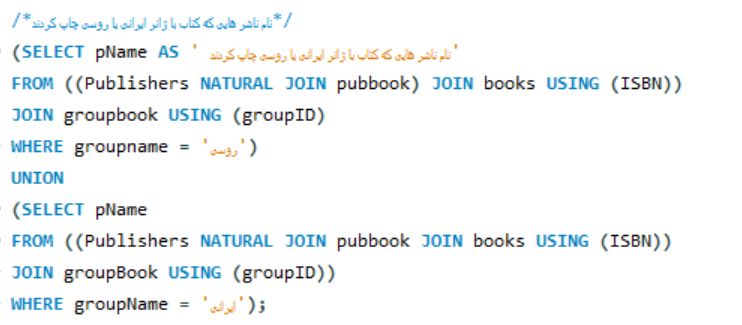 /*نام ناشر هایی که کتاب با ژانر ایرانی یا روسی چاپ کردند*/
(SELECT pName AS ' نام ناشر هایی که کتاب با ژانر ایرانی یا روسی چاپ کردند'
FROM ((Publishers NATURAL JOIN pubbook) JOIN books USING (ISBN))
JOIN groupbook USING (groupID)
WHERE groupname = 'روسی')
UNION
(SELECT pName
FROM ((Publishers NATURAL JOIN pubbook JOIN books USING (ISBN))
JOIN groupBook USING (groupID))
WHERE groupName = 'ایرانی');